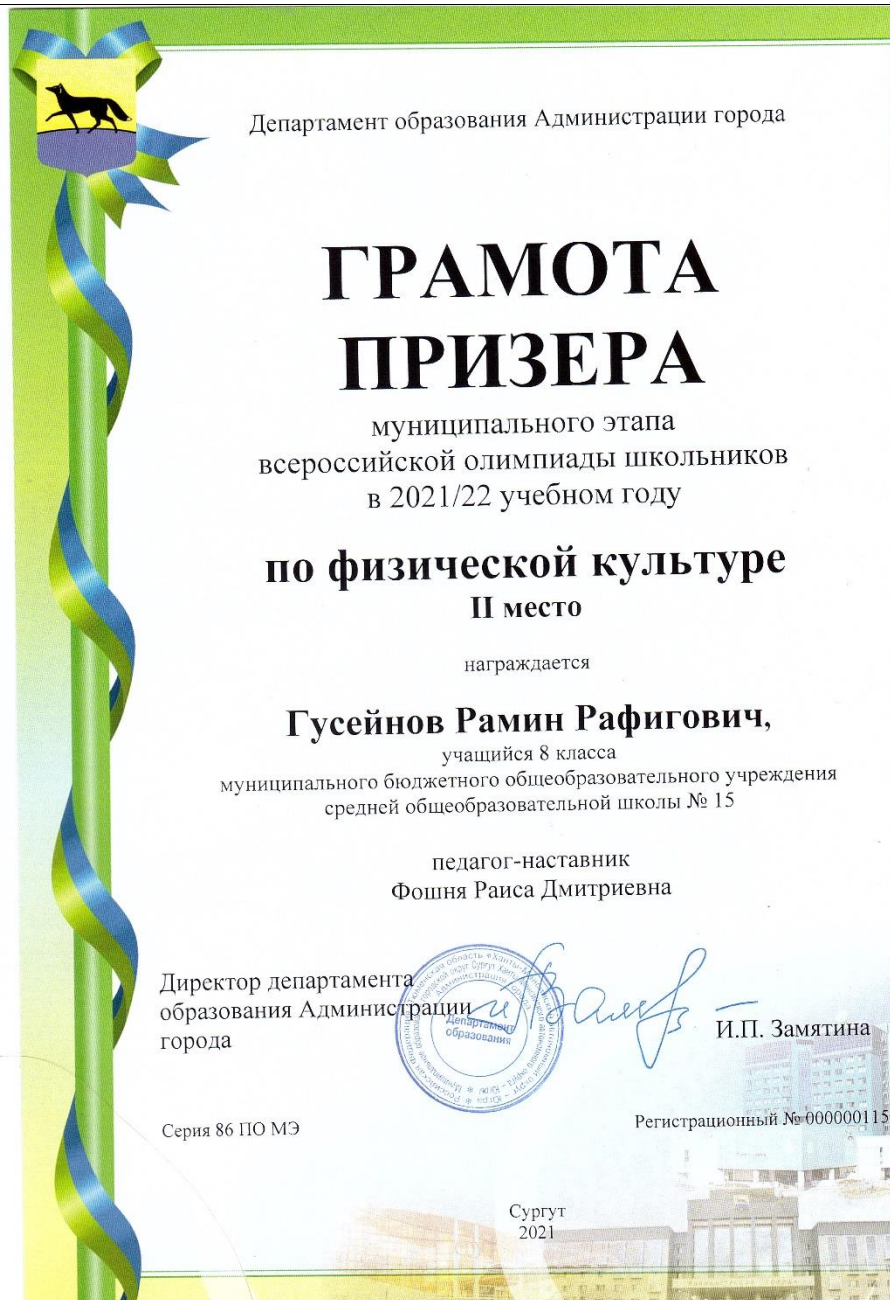 Департамент образования Администрации города
ГРАМОТА
ПРИЗЕРА
муниципального этапа
всероссийской олимпиады школьников
в 2021/22 учебном году
по физической культуре
II место
награждается
Гусейнов Рамин Рафигович,
учащийся 8 класса
муниципального бюджетного общеобразовательного учреждения
средней общеобразовательной школы № 15
педагог-наставник
Фошня Раиса Дмитриевна
Директор департамента
образования Администрации
города
Департамент
образования
И.П. Замятина
Серия 86 ПО МЭ
Регистрационный № 000000115
Сургут
2021